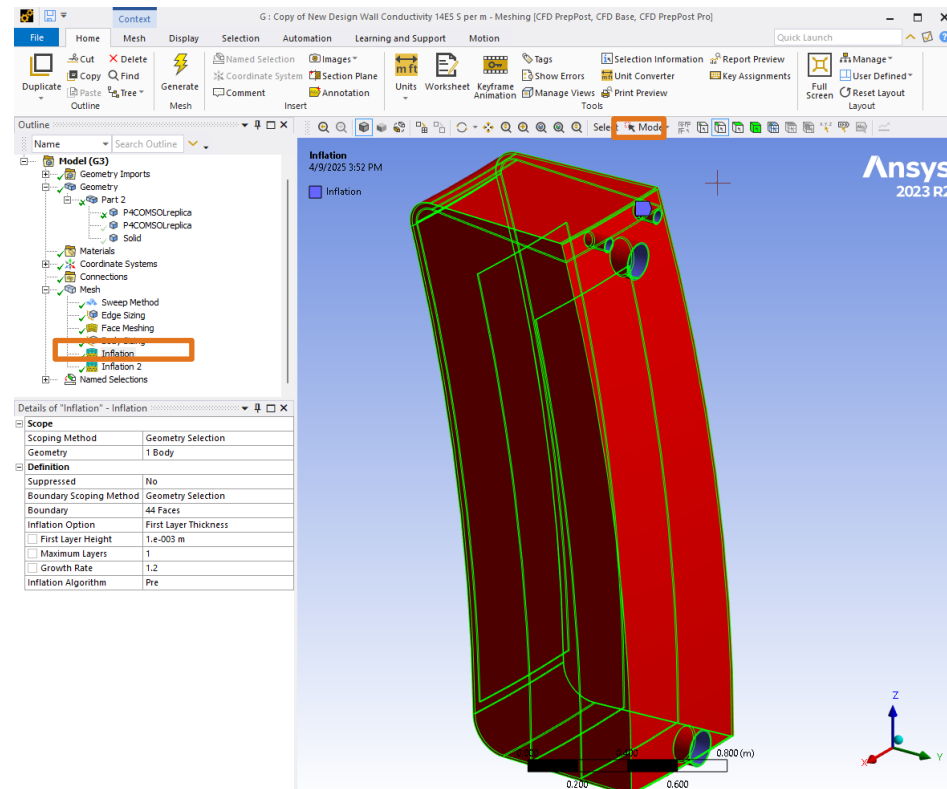 Context
G : Copy of New Design Wall Conductivity 14E5 S per m - Meshing [CFD PrepPost, CFD Base, CFD PrepPost Pro]
File Home Mesh Display Selection Automation Learning and Support Motion Quick Launch
Duplicate
Cut
Copy
Paste
Delete
Find
Tree
Outline
Generate
Mesh
Named Selection
Coordinate System
Comment
Images
Section Plane
Annotation
Insert
Units
Worksheet
Keyframe Animation
Tags
Show Errors
Manage Views
Selection Information
Unit Converter
Print Preview
Report Preview
Key Assignments
Tools
Full Screen
Manage
User Defined
Reset Layout
Layout
Outline
Name Search Outline
Select Mode
Model (G3)
Geometry Imports
Geometry
Part 2
P4COMSOLreplica
P4COMSOLreplica
Solid
Materials
Coordinate Systems
Connections
Mesh
Sweep Method
Edge Sizing
Face Meshing
Body Sizing
Inflation
Inflation 2
Named Selections
Details of "Inflation" - Inflation
Scope
Scoping Method Geometry Selection
Geometry 1 Body
Definition
Suppressed No
Boundary Scoping Method Geometry Selection
Boundary 44 Faces
Inflation Option First Layer Thickness
First Layer Height 1.e-003 m
Maximum Layers 1
Growth Rate 1.2
Inflation Algorithm Pre
Inflation
4/9/2025 3:52 PM
Inflation
Ansys
2023 R2
0.800 (m)
0.200 0.600
Z
X
Y